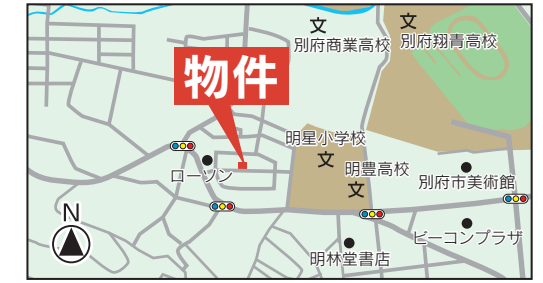 文
別府商業高校
文
別府翔青高校
物件
明星小学校
文
明豊高校
文
ローソン
別府市美術館
ビーコンプラザ
明林堂書店
N